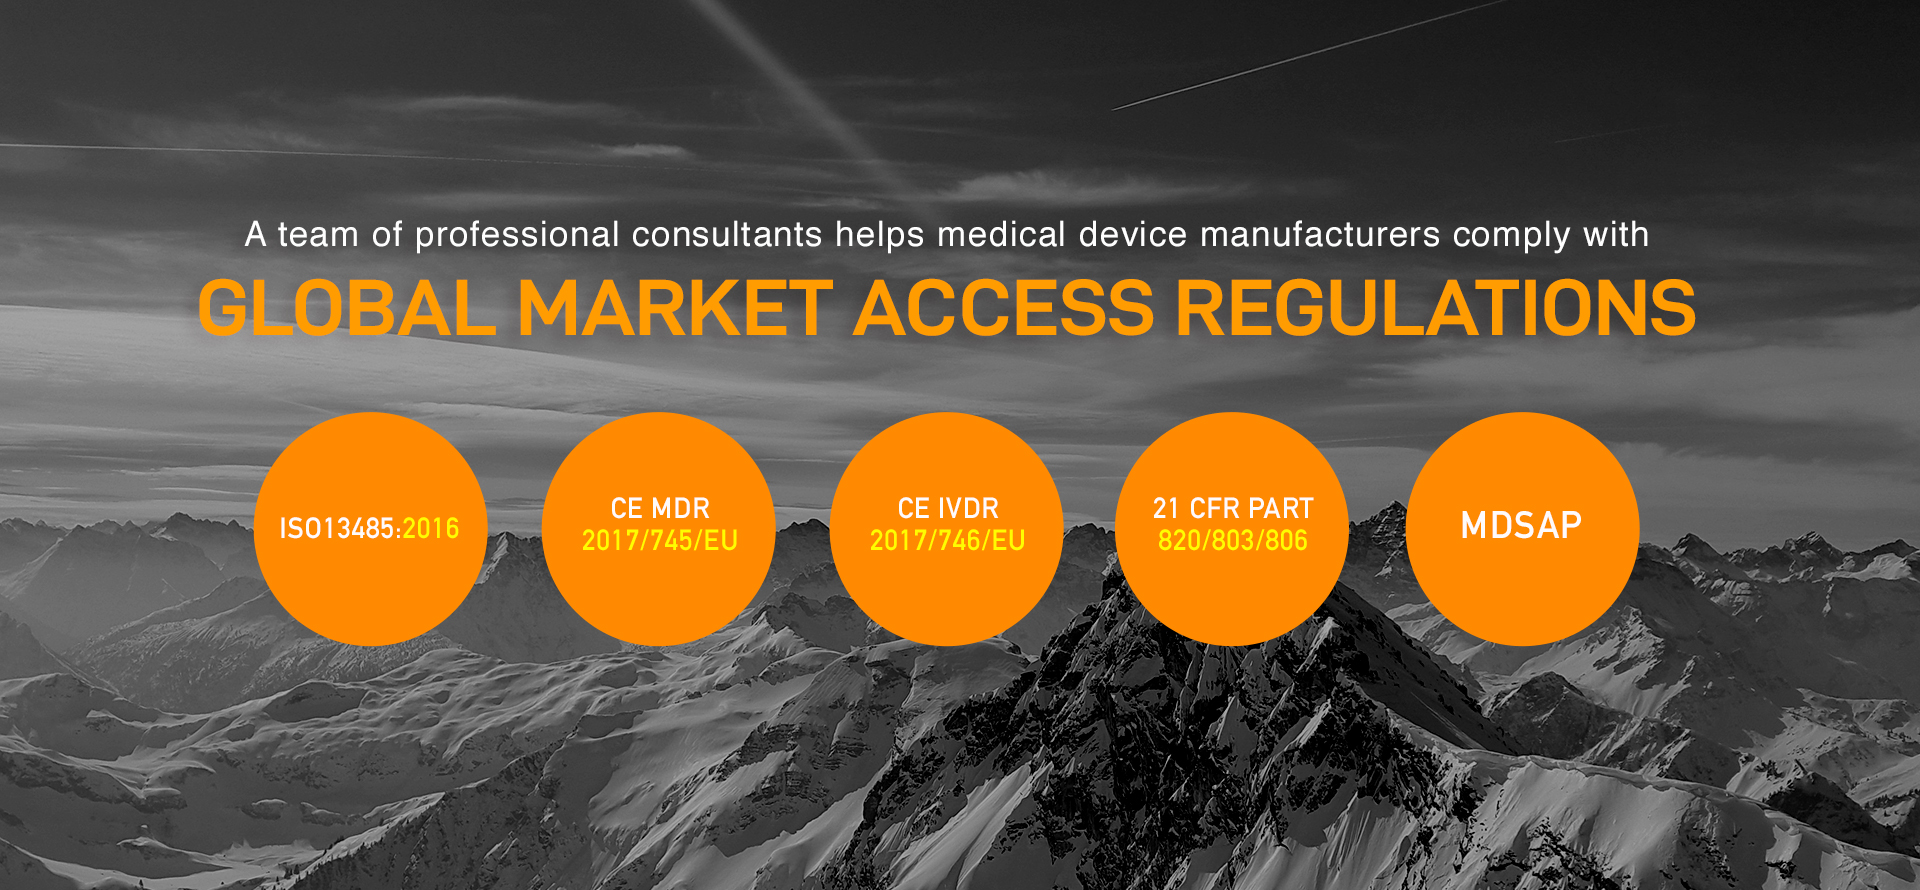 A team of professional consultants helps medical device manufacturers comply with
GLOBAL MARKET ACCESS REGULATIONS
ISO13485:2016
CE MDR
2017/745/EU
CE IVDR
2017/746/EU
21 CFR PART
820/803/806
MDSAP